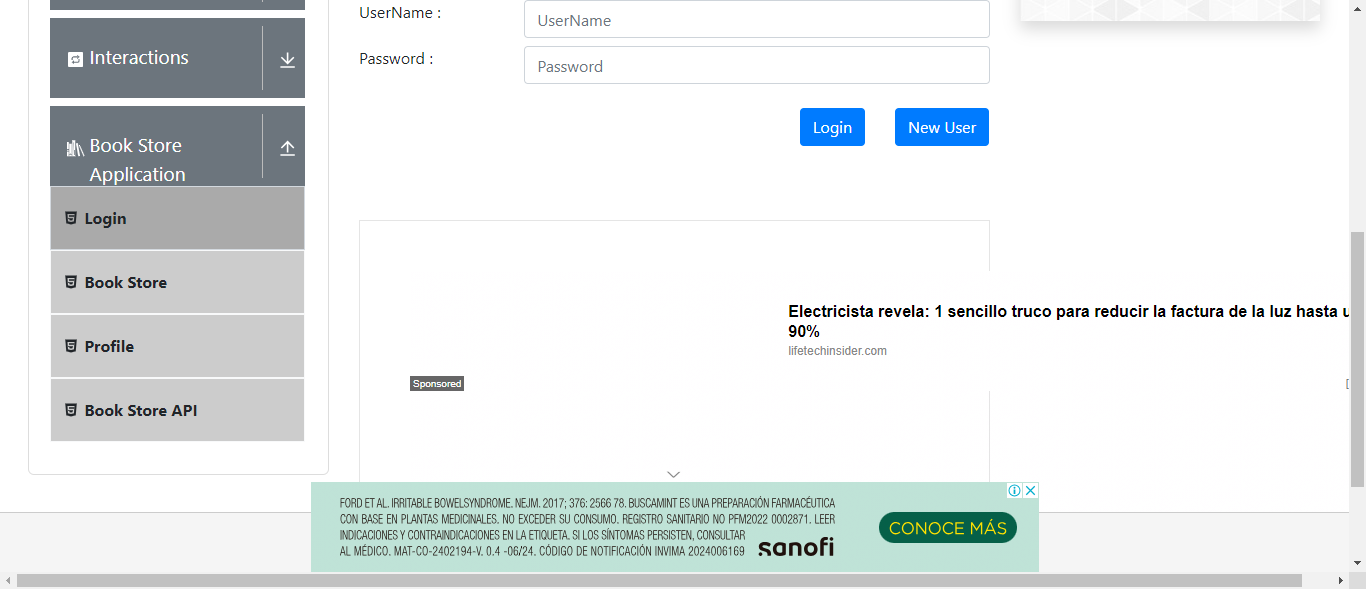 Interactions
Book Store
Application
Login
Book Store
Profile
Book Store API
UserName :
UserName
Password :
Password
Login
New User
Electricista revela: 1 sencillo truco para reducir la factura de la luz hasta
90%
lifetechinsider.com
Sponsored
FORD ET AL. IRRITABLE BOWELSYNDROME. NEJM. 2017; 376: 2566 78. BUSCAMINT ES UNA PREPARACIÓN FARMACÉUTICA
CON BASE EN PLANTAS MEDICINALES. NO EXCEDER SU CONSUMO. REGISTRO SANITARIO NO PFM2022 0002871. LEER
INDICACIONES Y CONTRAINDICACIONES EN LA ETIQUETA. SI LOS SÍNTOMAS PERSISTEN, CONSULTAR
AL MÉDICO. MAT-CO-2402194-V. 0.4 -06/24. CÓDIGO DE NOTIFICACIÓN INVIMA 2024006169
sanofi
CONOCE MÁS